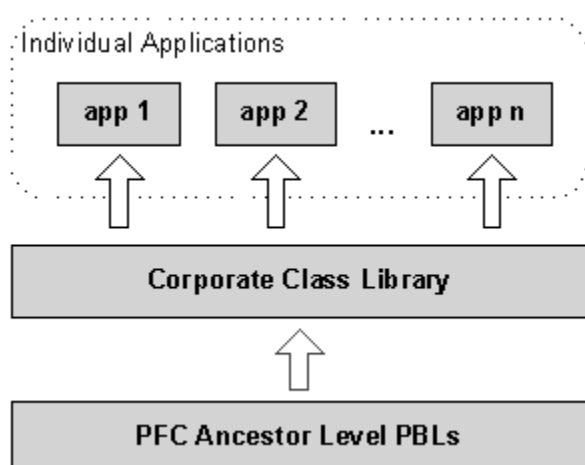 Individual Applications
app 1
app 2
...
app n
Corporate Class Library
PFC Ancestor Level PBLs